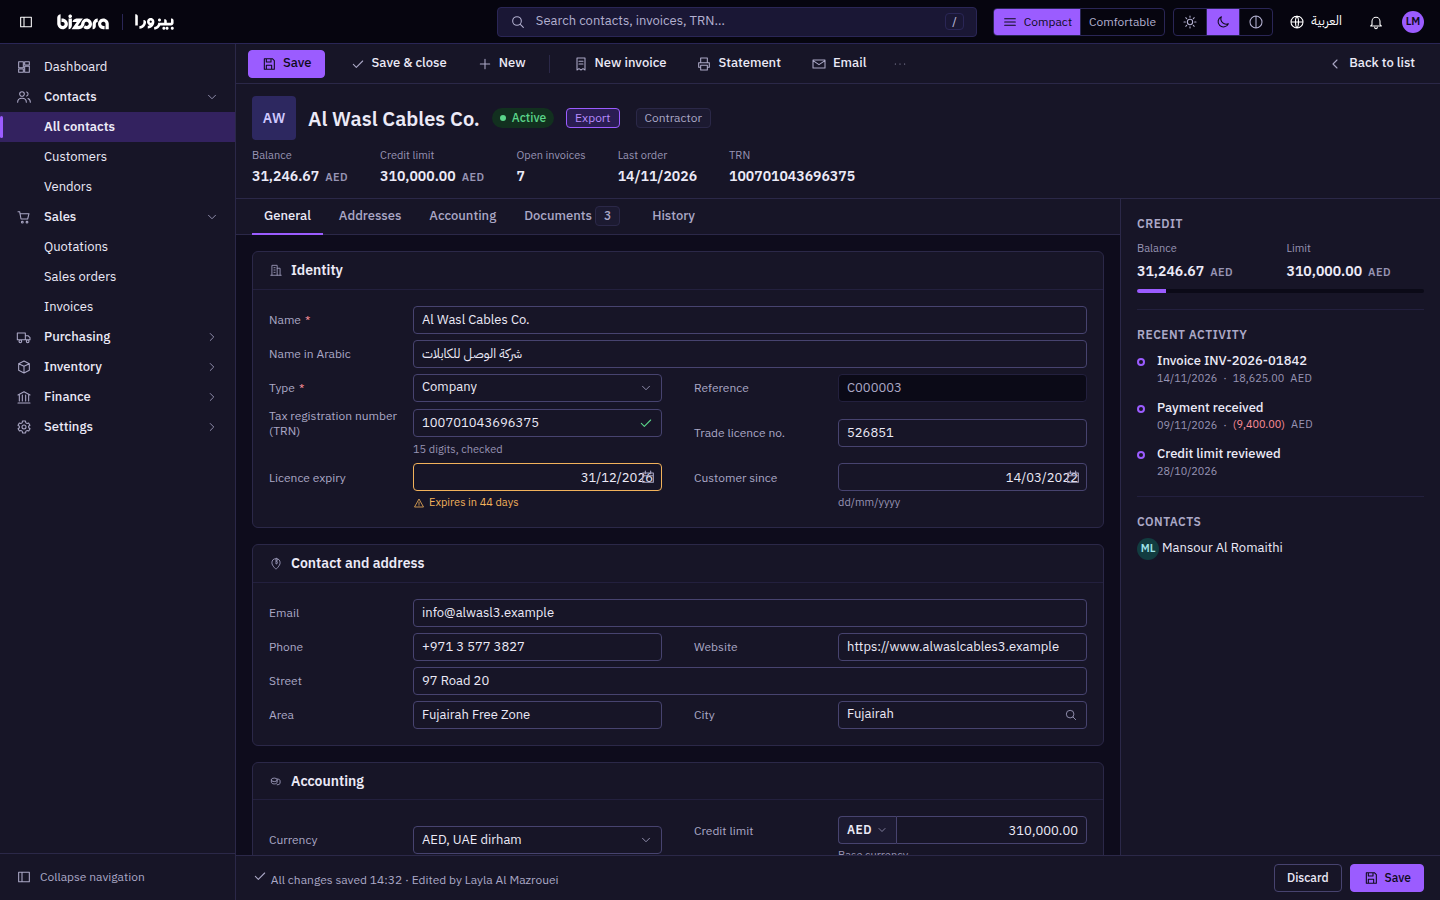 bizora
بيزورا
Search contacts, invoices, TRN...
/
Compact
Comfortable
العربية
LM
Dashboard
Contacts
All contacts
Customers
Vendors
Sales
Quotations
Sales orders
Invoices
Purchasing
Inventory
Finance
Settings
Collapse navigation
Save
Save & close
New
New invoice
Statement
Email
...
Back to list
AW
Al Wasl Cables Co.
Active
Export
Contractor
Balance
31,246.67 AED
Credit limit
310,000.00 AED
Open invoices
7
Last order
14/11/2026
TRN
100701043696375
General
Addresses
Accounting
Documents 3
History
Identity
Name *
Al Wasl Cables Co.
Name in Arabic
شركة الوصل للكابلات
Type *
Company
Reference
C000003
Tax registration number
(TRN)
100701043696375
15 digits, checked
Trade licence no.
526851
Licence expiry
31/12/2026
Expires in 44 days
Customer since
14/03/2022
dd/mm/yyyy
Contact and address
Email
info@alwasl3.example
Phone
+971 3 577 3827
Website
https://www.alwaslcables3.example
Street
97 Road 20
Area
Fujairah Free Zone
City
Fujairah
Accounting
Currency
AED, UAE dirham
Credit limit
AED
310,000.00
Base currency
All changes saved 14:32 · Edited by Layla Al Mazrouei
Discard
Save
CREDIT
Balance
31,246.67 AED
Limit
310,000.00 AED
RECENT ACTIVITY
Invoice INV-2026-01842
14/11/2026 · 18,625.00 AED
Payment received
09/11/2026 · (9,400.00) AED
Credit limit reviewed
28/10/2026
CONTACTS
ML
Mansour Al Romaithi